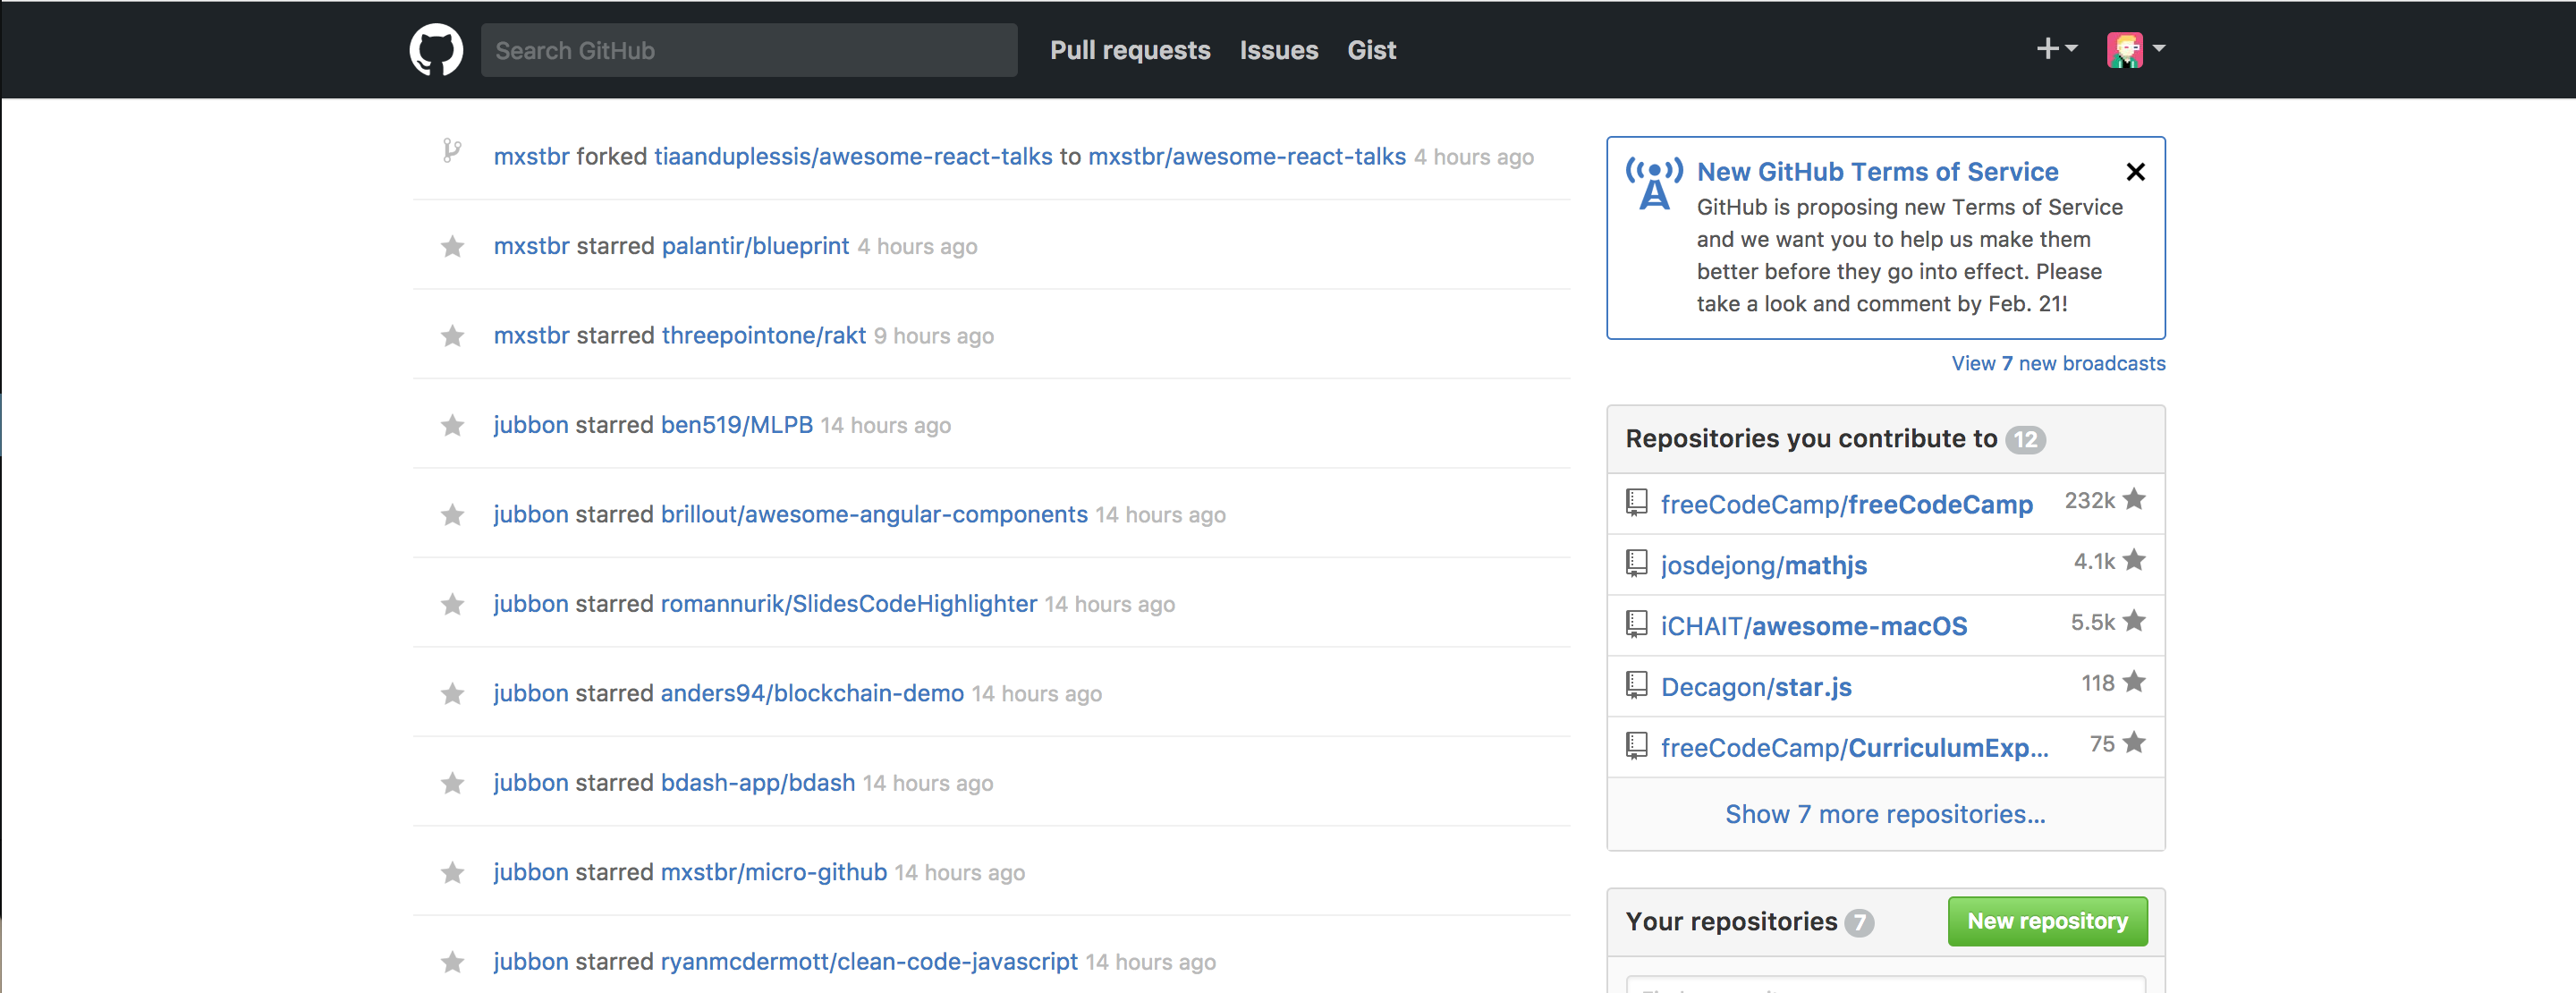 Search GitHub
Pull requests
Issues
Gist
mxstbr forked tiaanduplessis/awesome-react-talks to mxstbr/awesome-react-talks 4 hours ago
mxstbr starred palantir/blueprint 4 hours ago
mxstbr starred threepointone/rakt 9 hours ago
jubbon starred ben519/MLPB 14 hours ago
jubbon starred brillout/awesome-angular-components 14 hours ago
jubbon starred romannurik/SlidesCodeHighlighter 14 hours ago
jubbon starred anders94/blockchain-demo 14 hours ago
jubbon starred bdash-app/bdash 14 hours ago
jubbon starred mxstbr/micro-github 14 hours ago
jubbon starred ryanmcdermott/clean-code-javascript 14 hours ago
New GitHub Terms of Service
GitHub is proposing new Terms of Service
and we want you to help us make them
better before they go into effect. Please
take a look and comment by Feb. 21!
View 7 new broadcasts
Repositories you contribute to 12
freeCodeCamp/freeCodeCamp 232k
josdejong/mathjs 4.1k
iCHAIT/awesome-macOS 5.5k
Decagon/star.js 118
freeCodeCamp/CurriculumExp... 75
Show 7 more repositories...
Your repositories 7
New repository